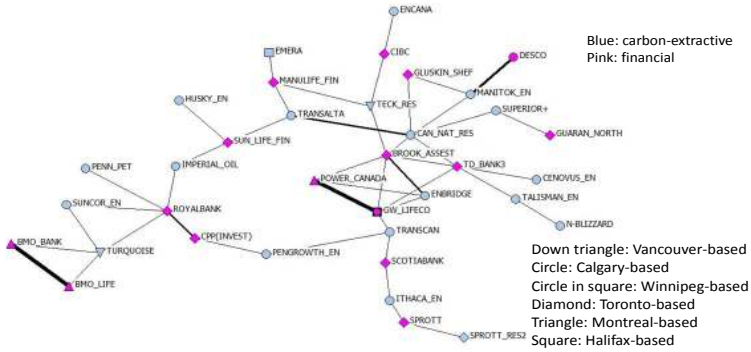 ENCANA
EMERA
CIBC
Blue: carbon-extractive
Pink: financial
DESCO
MANULIFE_FIN
GLUSKIN_SHEF
MANITOK_EN
HUSKY_EN
TECK_RES
SUPERIOR+
TRANSALTA
CAN_NAT_RES
GUARAN_NORTH
SUN_LIFE_FIN
BROOK_ASSEST
PENN_PET
IMPERIAL_OIL
TD_BANK3
POWER_CANADA
CENOVUS_EN
ENBRIDGE
TALISMAN_EN
SUNCOR_EN
ROYALBANK
GW_LIFECO
N-BLIZZARD
TRANSCAN
CPP(INVEST)
BMO_BANK
TURQUOISE
PENGROWTH_EN
SCOTIABANK
BMO_LIFE
ITHACA_EN
SPROTT
SPROTT_RES2
Down triangle: Vancouver-based
Circle: Calgary-based
Circle in square: Winnipeg-based
Diamond: Toronto-based
Triangle: Montreal-based
Square: Halifax-based